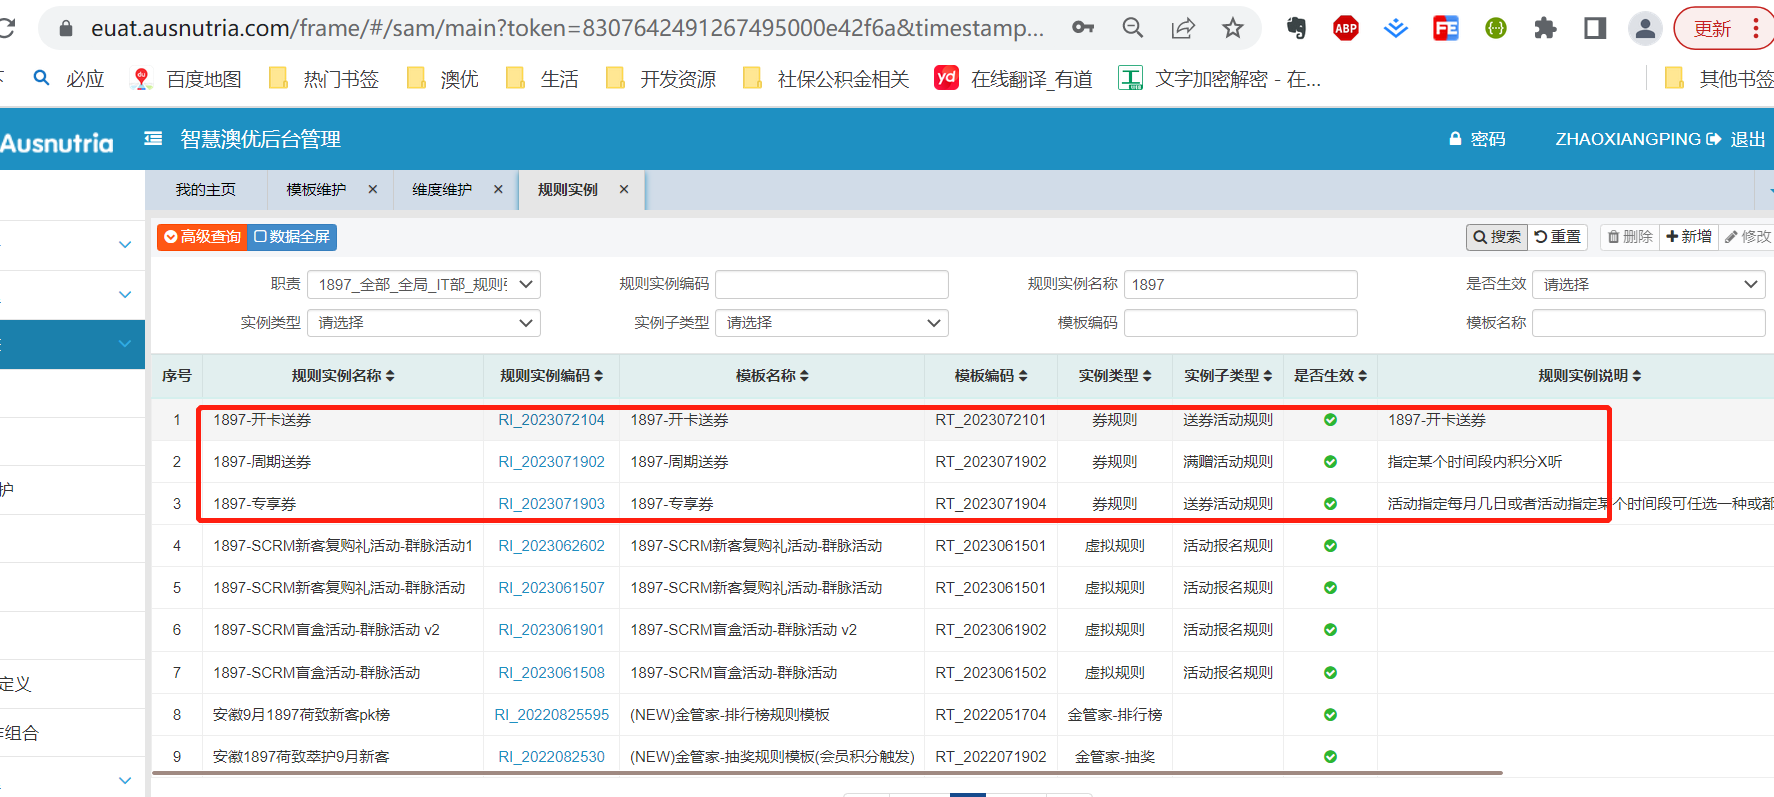 euat.ausnutria.com/frame/#/sam/main?token=8307642491267495000e42f6a&timestamp... ABP FE 更新
必应 百度地图 热门书签 澳优 生活 开发资源 社保公积金相关 yd 在线翻译_有道 工 文字加密解密 - 在... 其他书签
Ausnutria 智慧澳优后台管理 密码 ZHAOXIANGPING 退出
我的主页 模板维护 × 维度维护 × 规则实例 ×
高级查询 数据全屏 搜索 重置 删除 新增 修改
职责 1897_全部_全局_IT部_规则 规则实例编码 规则实例名称 1897 是否生效 请选择
实例类型 请选择 实例子类型 请选择 模板编码 模板名称
序号 规则实例名称 规则实例编码 模板名称 模板编码 实例类型 实例子类型 是否生效 规则实例说明
1 1897-开卡送券 RI_2023072104 1897-开卡送券 RT_2023072101 券规则 送券活动规则 1897-开卡送券
2 1897-周期送券 RI_2023071902 1897-周期送券 RT_2023071902 券规则 满赠活动规则 指定某个时间段内积分X听
3 1897-专享券 RI_2023071903 1897-专享券 RT_2023071904 券规则 送券活动规则 活动指定每月几日或者活动指定某个时间段可任选一种或都
4 1897-SCRM新客复购礼活动-群脉活动1 RI_2023062602 1897-SCRM新客复购礼活动-群脉活动 RT_2023061501 虚拟规则 活动报名规则
5 1897-SCRM新客复购礼活动-群脉活动 RI_2023061507 1897-SCRM新客复购礼活动-群脉活动 RT_2023061501 虚拟规则 活动报名规则
6 1897-SCRM盲盒活动-群脉活动 v2 RI_2023061901 1897-SCRM盲盒活动-群脉活动 v2 RT_2023061902 虚拟规则 活动报名规则
7 1897-SCRM盲盒活动-群脉活动 RI_2023061508 1897-SCRM盲盒活动-群脉活动 RT_2023061502 虚拟规则 活动报名规则
8 安徽9月1897荷致新客pk榜 RI_20220825595 (NEW)金管家-排行榜规则模板 RT_2022051704 金管家-排行榜
9 安徽1897荷致萃护9月新客 RI_2022082530 (NEW)金管家-抽奖规则模板(会员积分触发) RT_2022071902 金管家-抽奖
护
定义
组合